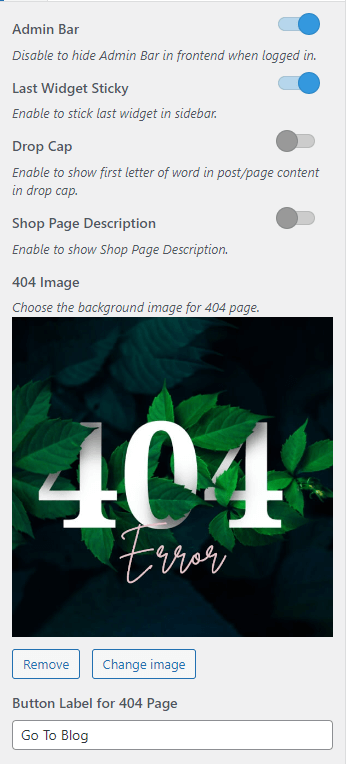 Admin Bar
Disable to hide Admin Bar in frontend when logged in.
Last Widget Sticky
Enable to stick last widget in sidebar.
Drop Cap
Enable to show first letter of word in post/page content
in drop cap.
Shop Page Description
Enable to show Shop Page Description.
404 Image
Choose the background image for 404 page.
404
Error
Remove
Change image
Button Label for 404 Page
Go To Blog